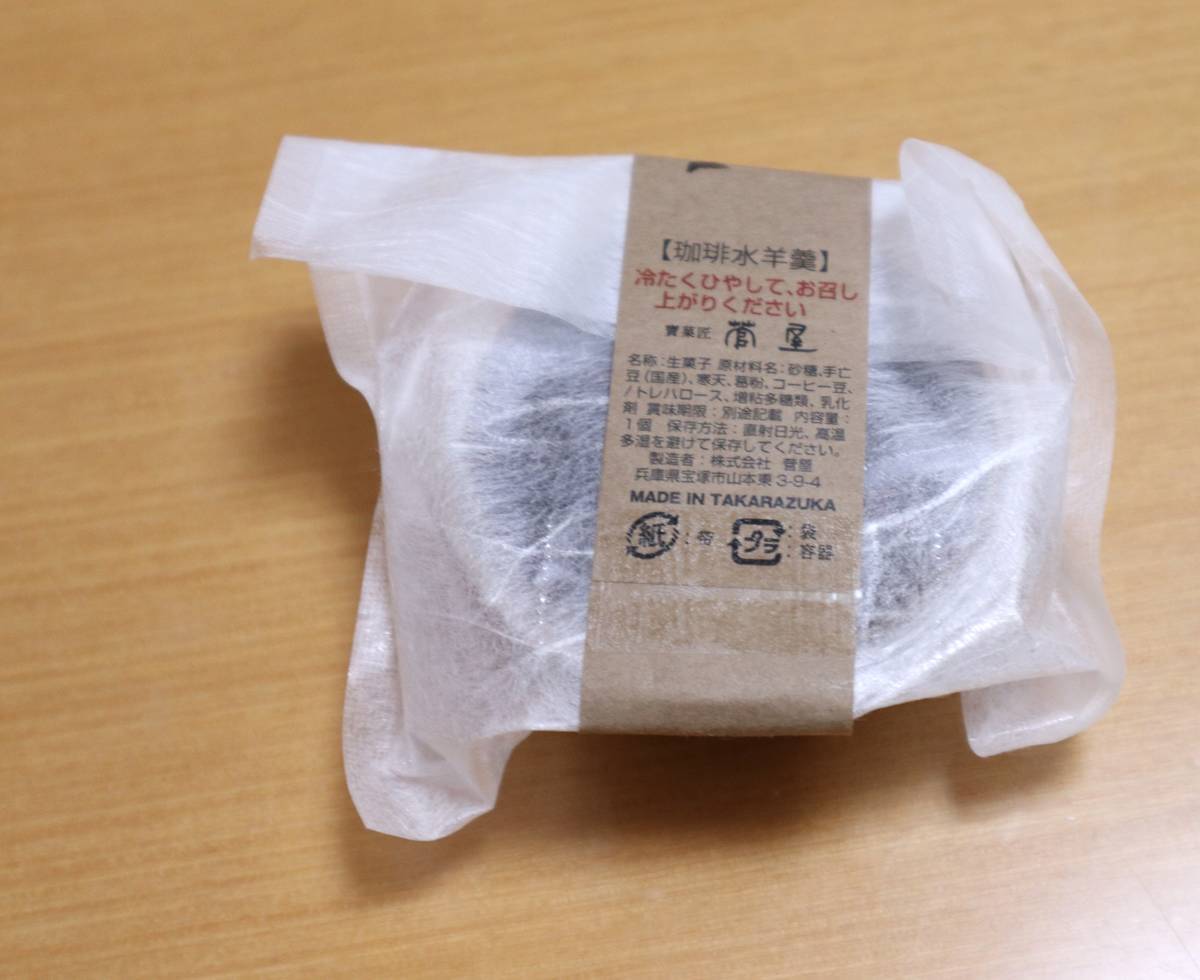 【珈琲水羊羹】
冷たくひやして、お召し
上がりください
寶菓匠 菅屋
名称：生菓子 原材料名：砂糖、手亡
豆（国産）、寒天、葛粉、コーヒー豆、
/トレハロース、増粘多糖類、乳化
剤 賞味期限：別途記載 内容量：
1個 保存方法：直射日光、高温
多湿を避けて保存してください。
製造者：株式会社 菅屋
兵庫県宝塚市山本東3-9-4
MADE IN TAKARAZUKA
紙：帯 プラ：袋
：容器